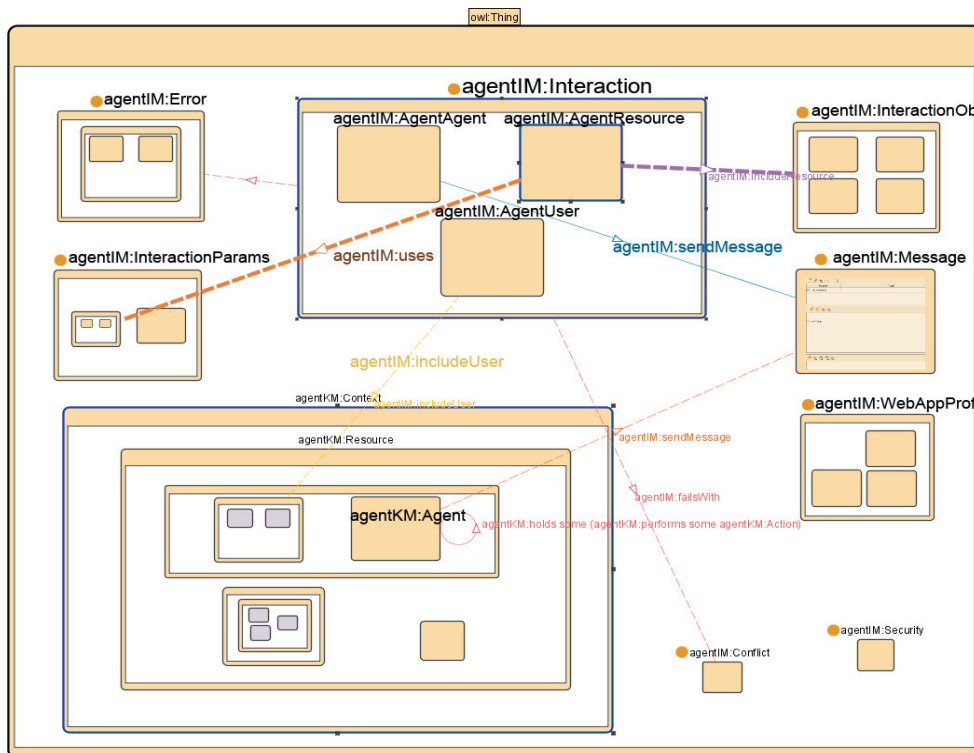 owl:Thing
agentIM:Interaction
agentIM:Error
agentIM:AgentAgent
agentIM:AgentResource
agentIM:InteractionOb
agentIM:includeResource
agentIM:AgentUser
agentIM:sendMessage
agentIM:InteractionParams
agentIM:uses
agentIM:Message
agentIM:includeUser
agentKM:Context
agentIM:includeUser
agentIM:WebAppProf
agentKM:Resource
agentIM:sendMessage
agentIM:failsWith
agentKM:Agent
agentKM:holds some (agentKM:performs some agentKM:Action)
agentIM:Security
agentIM:Conflict